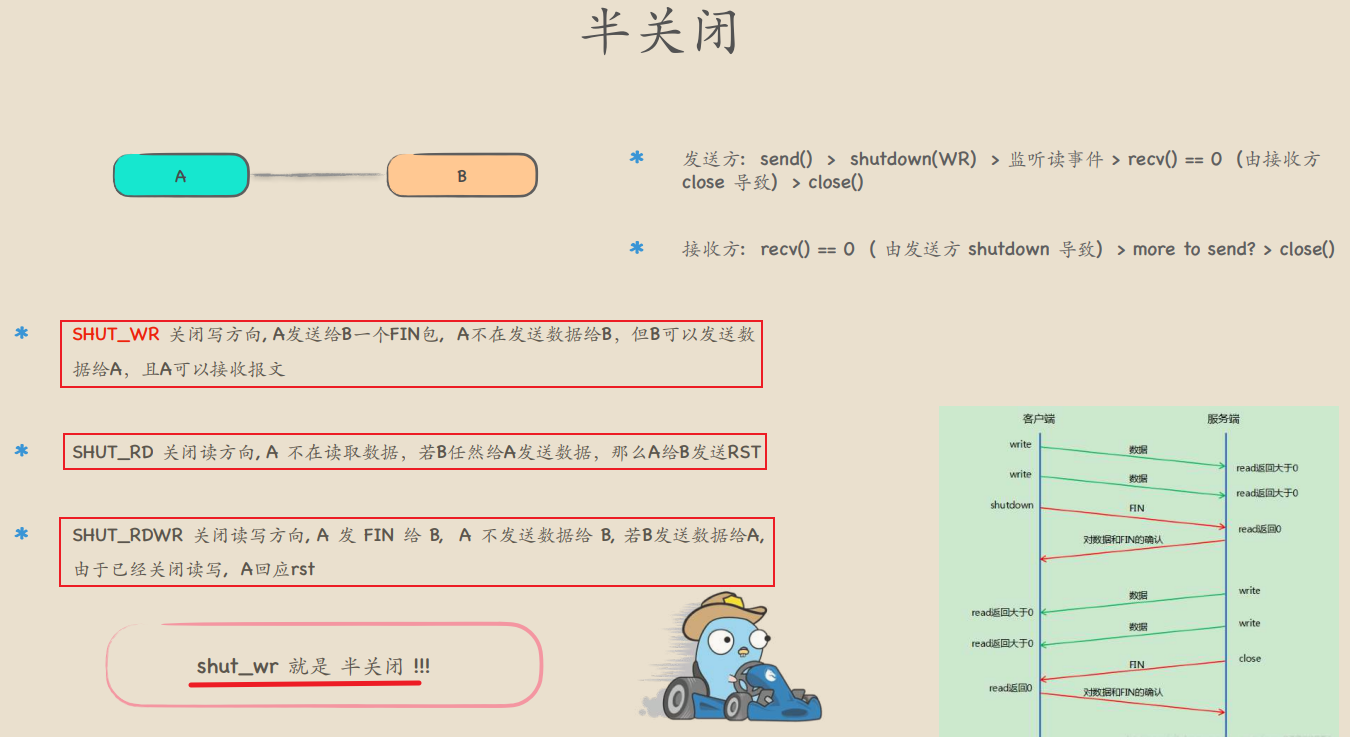 半关闭
A
B
* 发送方: send() > shutdown(WR) > 监听读事件 > recv() == 0 (由接收方
close 导致) > close()
* 接收方: recv() == 0 ( 由发送方 shutdown 导致) > more to send? > close()
* SHUT_WR 关闭写方向, A发送给B一个FIN包, A不在发送数据给B, 但B可以发送数
据给A, 且A可以接收报文
* SHUT_RD 关闭读方向, A 不在读取数据, 若B任然给A发送数据, 那么A给B发送RST
* SHUT_RDWR 关闭读写方向, A 发 FIN 给 B, A 不发送数据给 B, 若B发送数据给A,
由于已经关闭读写, A回应rst
shut_wr 就是 半关闭 !!!
客户端
服务端
write
数据
read返回大于0
write
数据
read返回大于0
shutdown
FIN
read返回0
对数据和FIN的确认
write
数据
read返回大于0
write
数据
read返回大于0
close
FIN
read返回0
对数据和FIN的确认